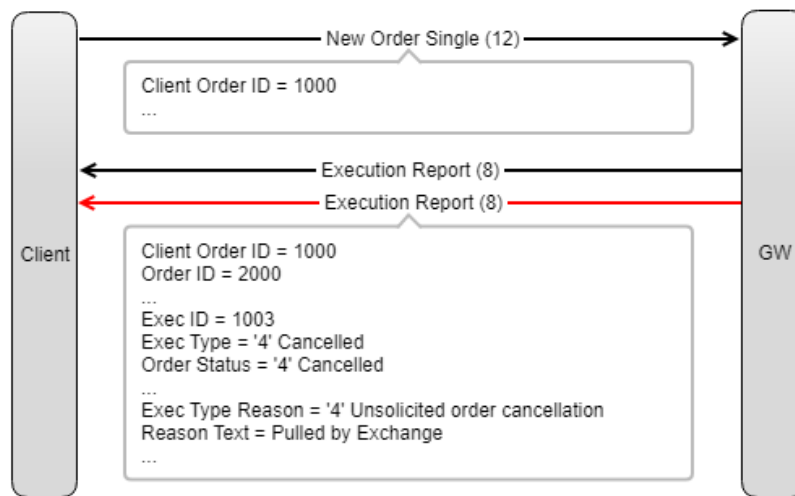 New Order Single (12)
Client Order ID = 1000
...
Execution Report (8)
Execution Report (8)
Client
GW
Client Order ID = 1000
Order ID = 2000
...
Exec ID = 1003
Exec Type = '4' Cancelled
Order Status = '4' Cancelled
...
Exec Type Reason = '4' Unsolicited order cancellation
Reason Text = Pulled by Exchange
...